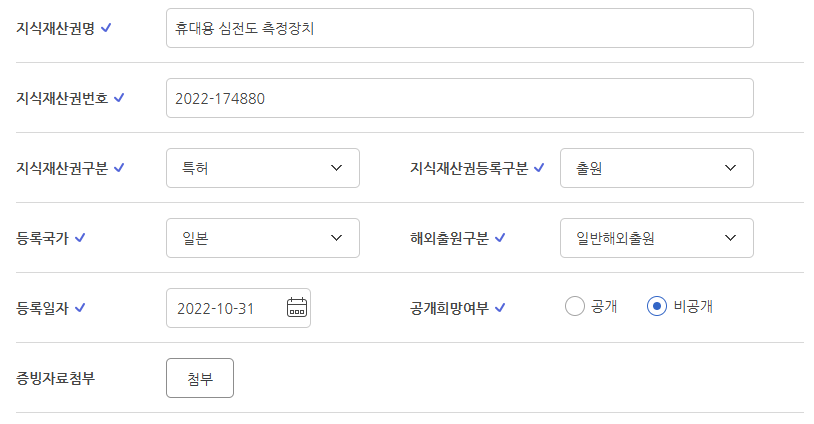 지식재산권명
휴대용 심전도 측정장치
지식재산권번호
2022-174880
지식재산권구분 특허 지식재산권등록구분 출원
등록국가 일본 해외출원구분 일반해외출원
등록일자 2022-10-31 공개희망여부 공개 비공개
증빙자료첨부 첨부